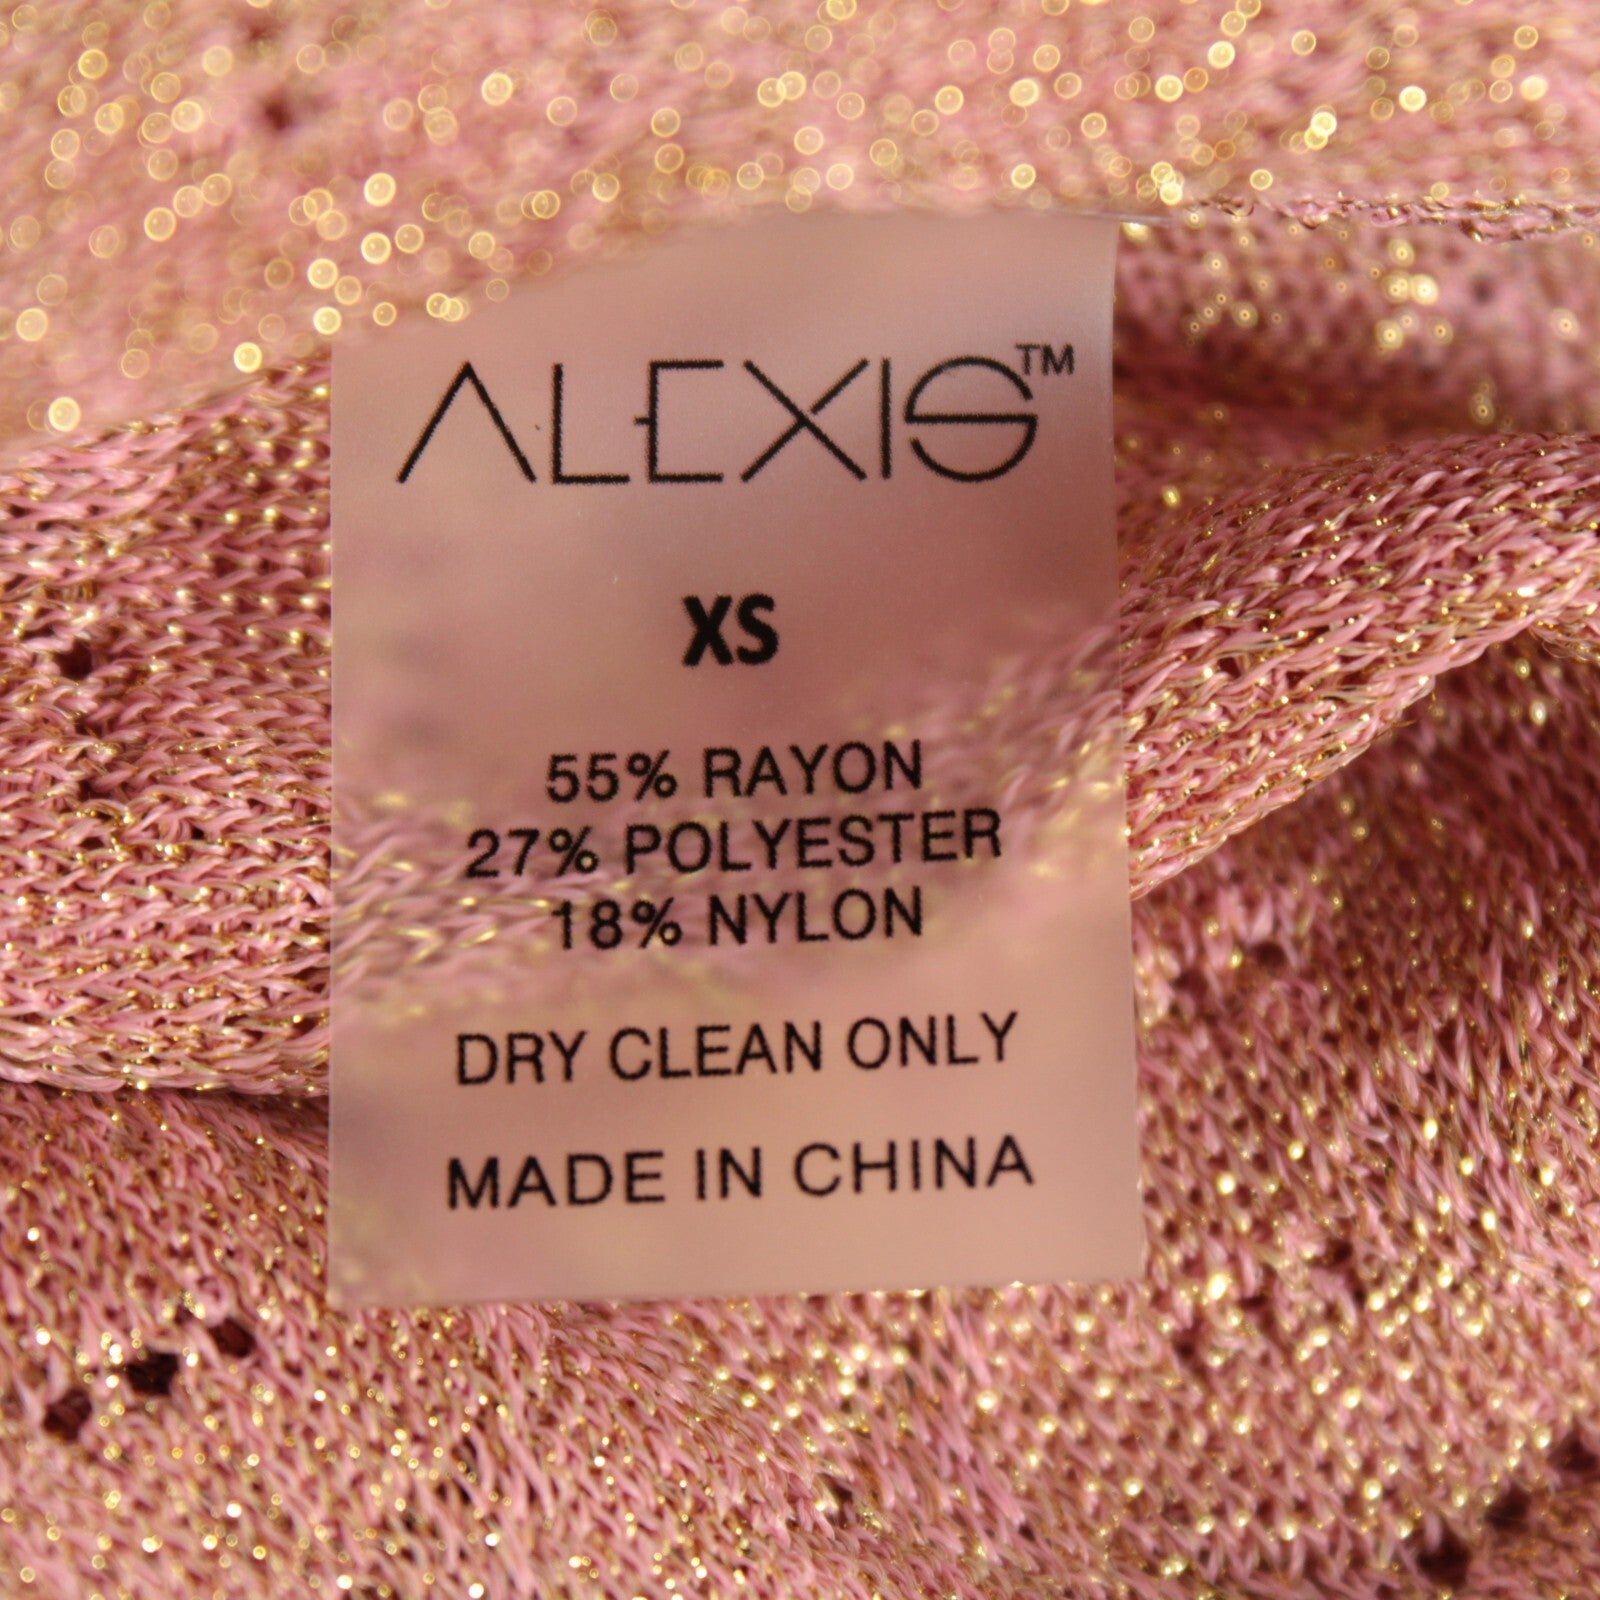 ALEXIS™
XS
55% RAYON
27% POLYESTER
18% NYLON
DRY CLEAN ONLY
MADE IN CHINA